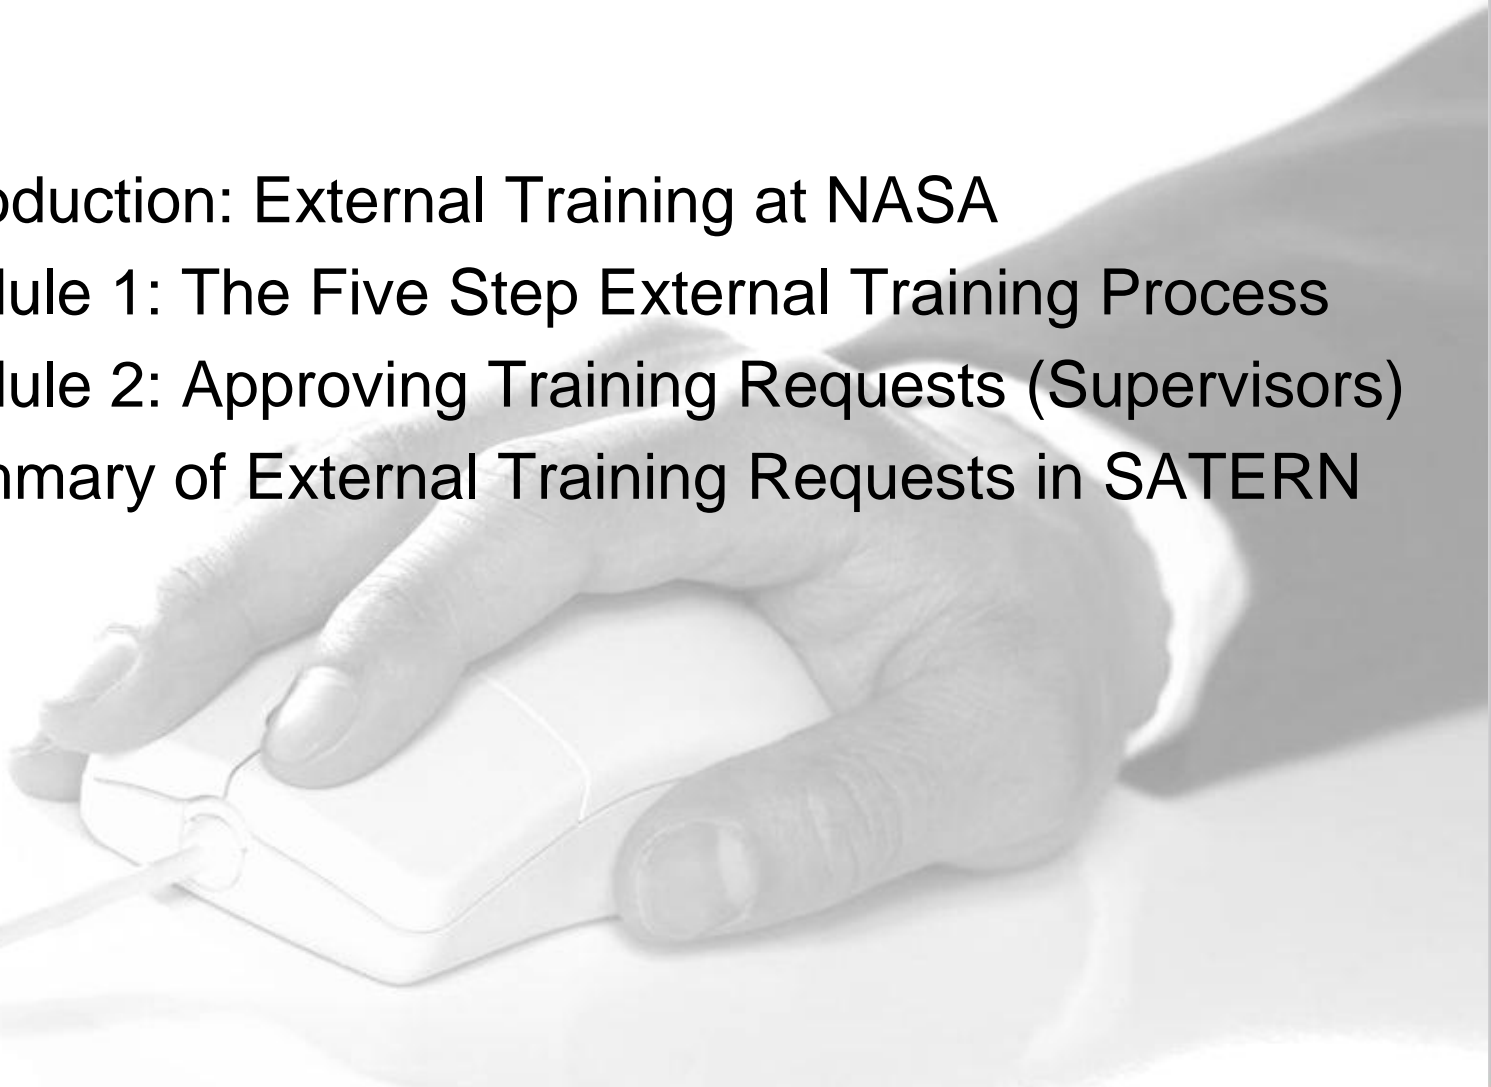 oduction: External Training at NASA
lule 1: The Five Step External Training Process
lule 2: Approving Training Requests (Supervisors)
nmary of External Training Requests in SATERN